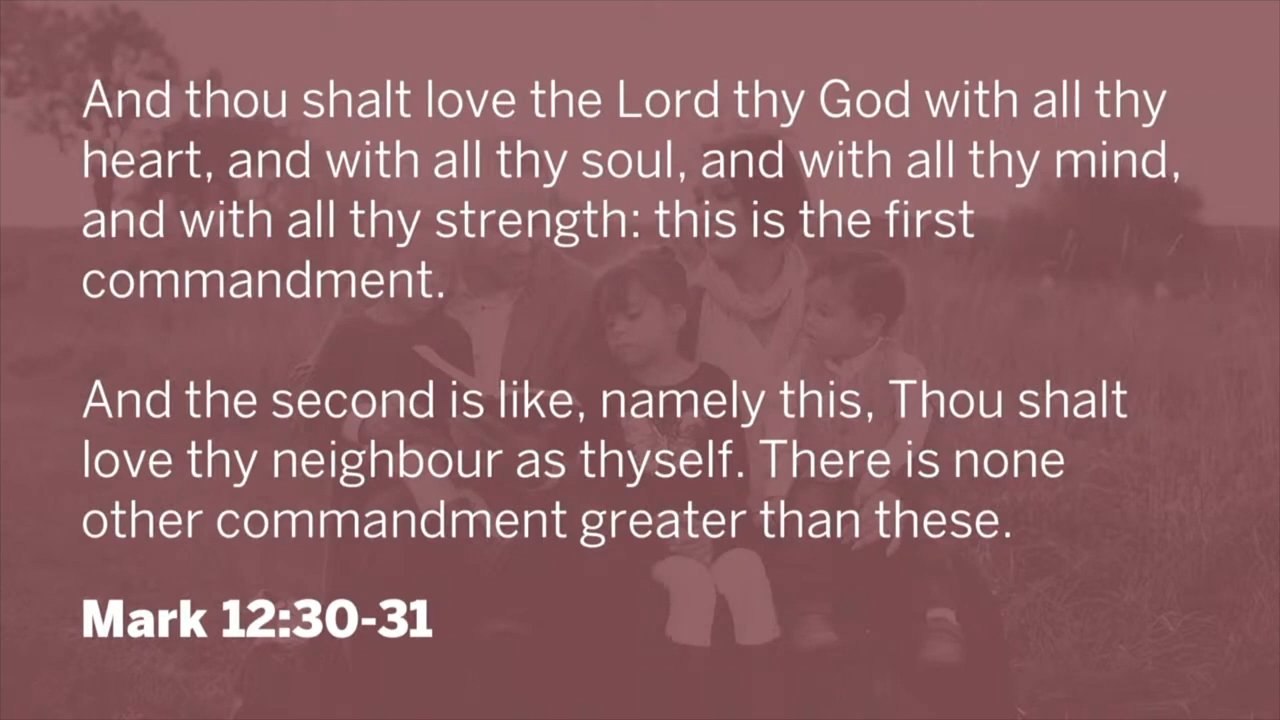 And thou shalt love the Lord thy God with all thy
heart, and with all thy soul, and with all thy mind,
and with all thy strength: this is the first
commandment.
And the second is like, namely this, Thou shalt
love thy neighbour as thyself. There is none
other commandment greater than these.
Mark 12:30-31